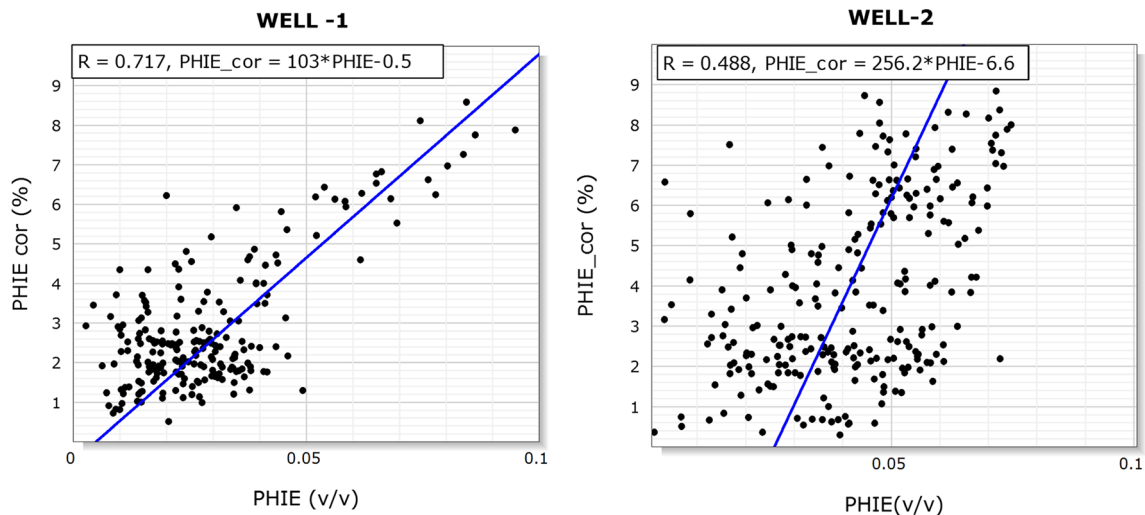 WELL -1
R = 0.717, PHIE_cor = 103*PHIE-0.5
9
8
7
6
5
4
3
2
1
0
0.05
0.1
PHIE cor (%)
PHIE (v/v)
WELL-2
R = 0.488, PHIE_cor = 256.2*PHIE-6.6
9
8
7
6
5
4
3
2
1
0.05
0.1
PHIE_cor (%)
PHIE(v/v)